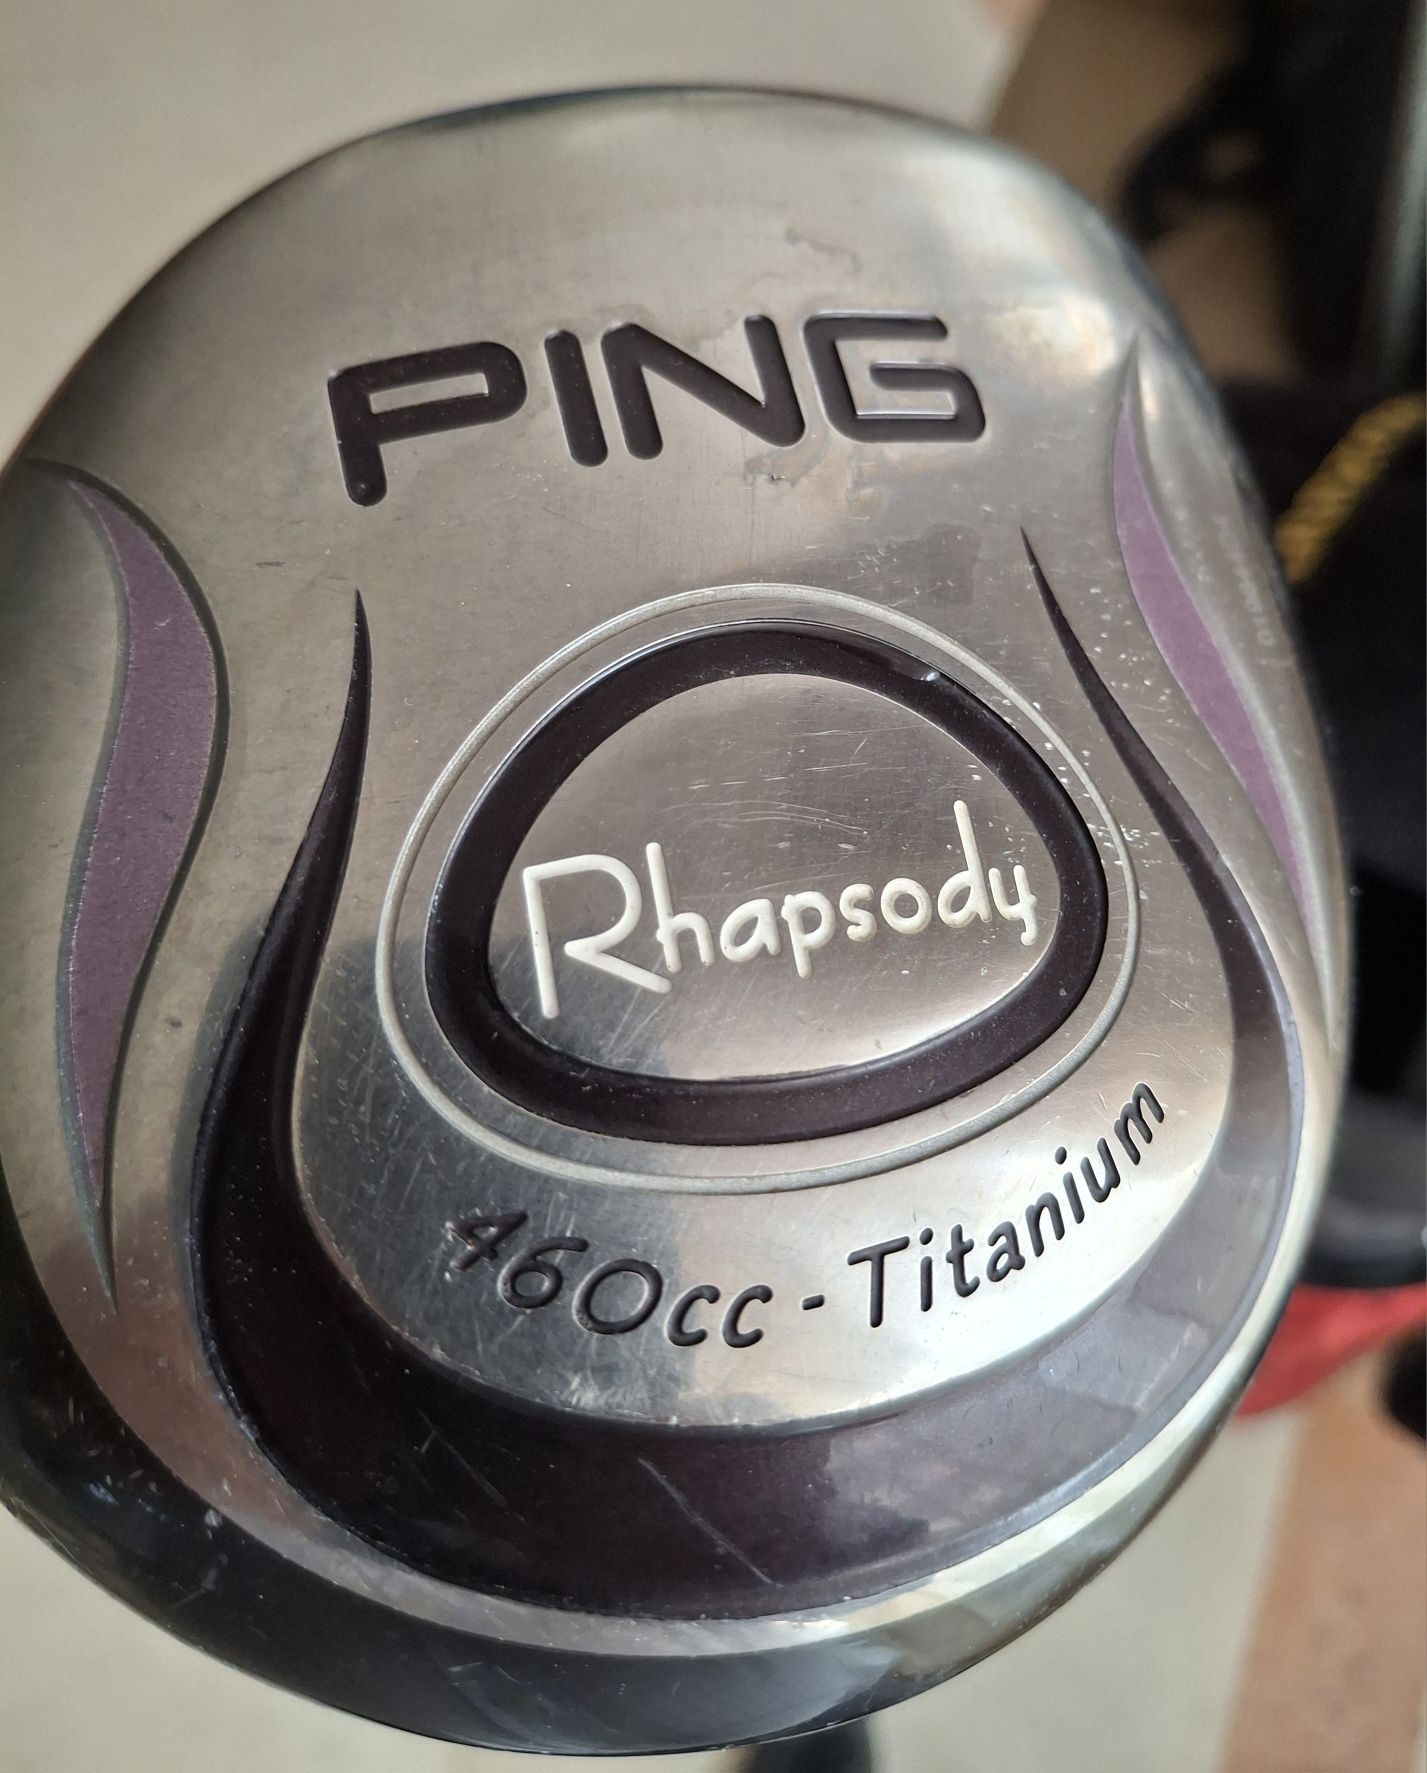 PING
Rhapsody
460cc - Titanium